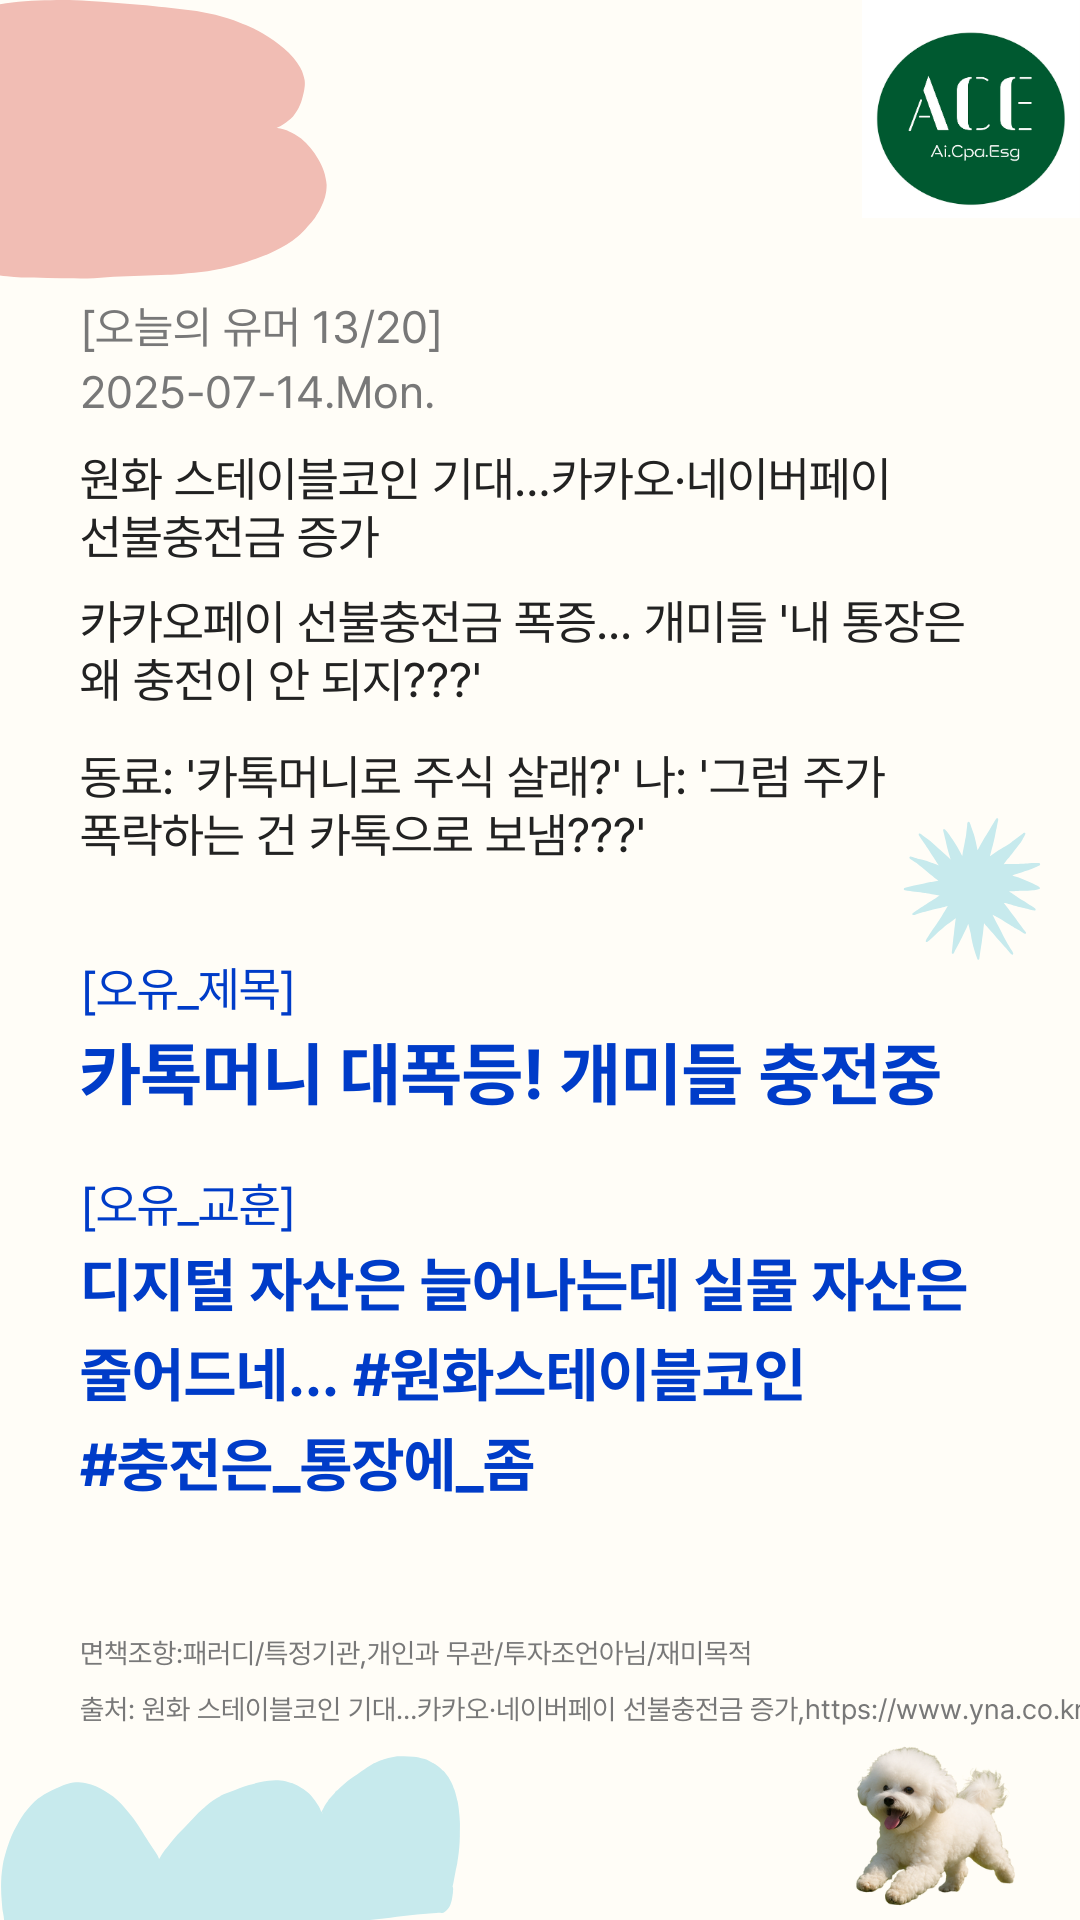 ACE
Ai.Cpa.Esg
[오늘의 유머 13/20]
2025-07-14.Mon.
원화 스테이블코인 기대...카카오·네이버페이
선불충전금 증가
카카오페이 선불충전금 폭증... 개미들 '내 통장은
왜 충전이 안 되지???'
동료: '카톡머니로 주식 살래?' 나: '그럼 주가
폭락하는 건 카톡으로 보냄???'
[오유_제목]
카톡머니 대폭등! 개미들 충전중
[오유_교훈]
디지털 자산은 늘어나는데 실물 자산은
줄어드네... #원화스테이블코인
#충전은_통장에_좀
면책조항:패러디/특정기관,개인과 무관/투자조언아님/재미목적
출처: 원화 스테이블코인 기대...카카오·네이버페이 선불충전금 증가,https://www.yna.co.kr